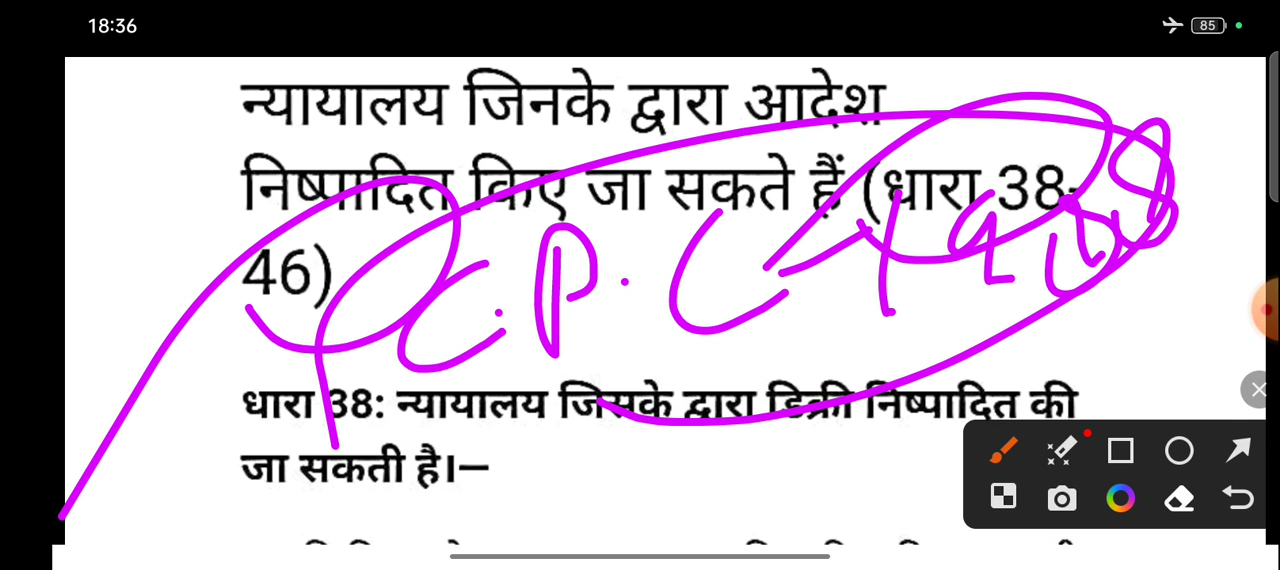 18:36
85
न्यायालय जिनके द्वारा आदेश
निष्पादित किए जा सकते हैं (धारा 38-
46)
C.P.C
धारा 38: न्यायालय जिसके द्वारा डिक्री निष्पादित की
जा सकती है।—